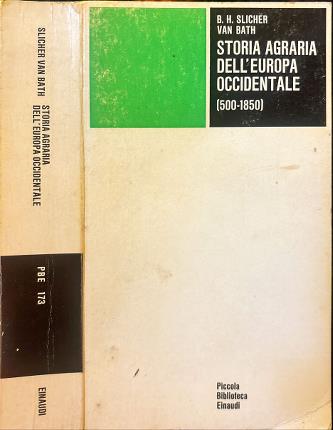 SLICHER VAN BATH
STORIA AGRARIA
DELL'EUROPA OCCIDENTALE
PBE 173
EINAUDI
B. H. SLICHER
VAN BATH
STORIA AGRARIA
DELL'EUROPA
OCCIDENTALE
(500-1850)
Piccola
Biblioteca
Einaudi